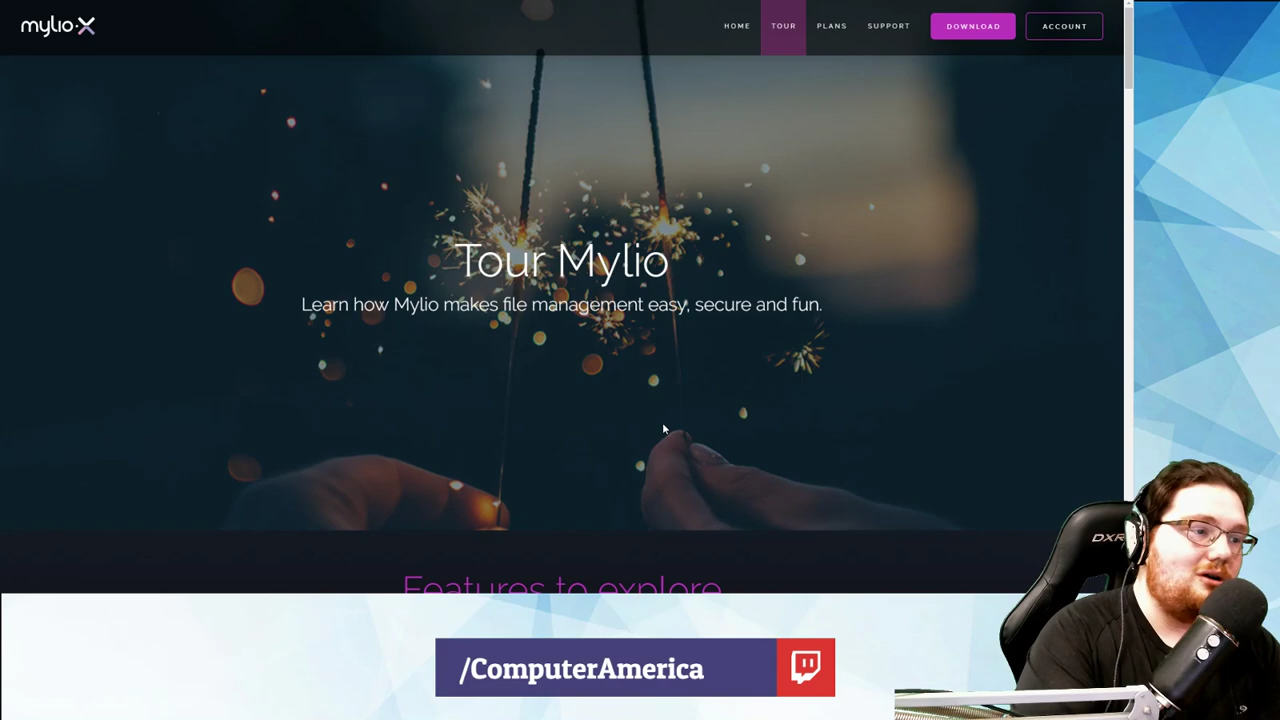 mylio X
HOME
TOUR
PLANS
SUPPORT
DOWNLOAD
ACCOUNT
Tour Mylio
Learn how Mylio makes file management easy, secure and fun.
Features to explore
DXR
/ComputerAmerica